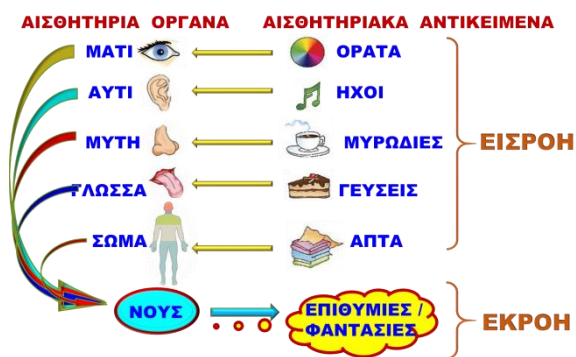 ΑΙΣΘΗΤΗΡΙΑ ΟΡΓΑΝΑ ΑΙΣΘΗΤΗΡΙΑΚΑ ΑΝΤΙΚΕΙΜΕΝΑ
ΜΑΤΙ ΟΡΑΤΑ
ΑΥΤΙ ΗΧΟΙ
ΜΥΤΗ ΜΥΡΩΔΙΕΣ
ΕΙΣΡΟΗ
ΓΛΩΣΣΑ ΓΕΥΣΕΙΣ
ΣΩΜΑ ΑΠΤΑ
ΝΟΥΣ
ΕΠΙΘΥΜΙΕΣ /
ΦΑΝΤΑΣΙΕΣ
ΕΚΡΟΗ